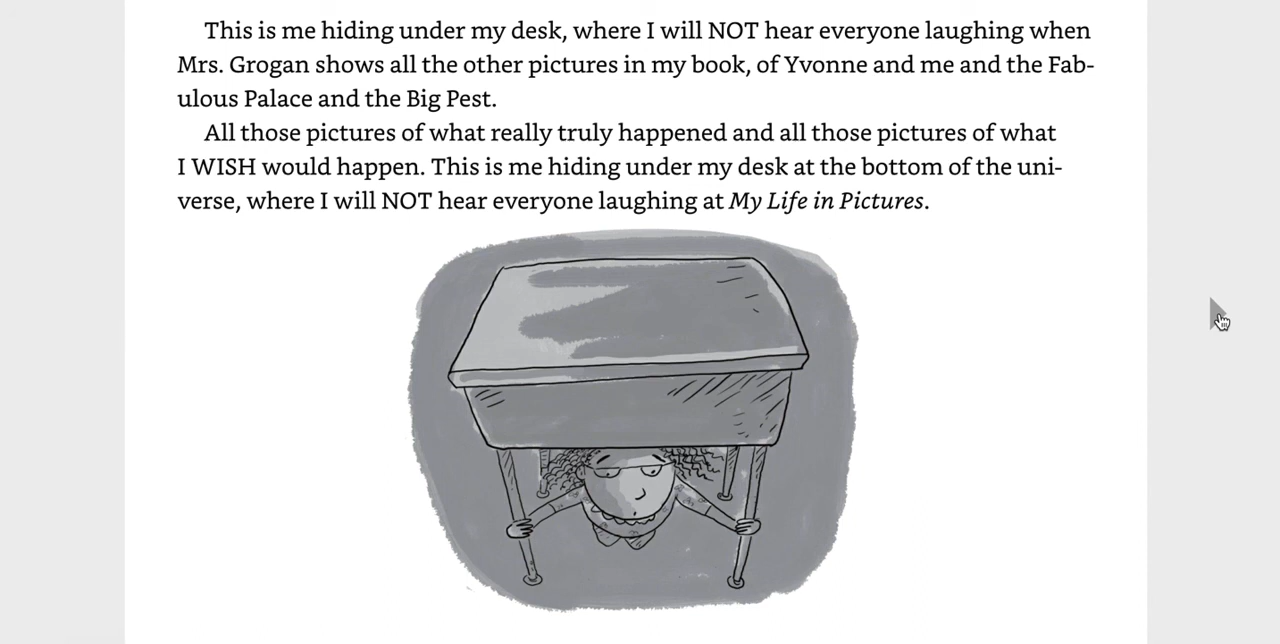 This is me hiding under my desk, where I will NOT hear everyone laughing when
Mrs. Grogan shows all the other pictures in my book, of Yvonne and me and the Fab-
ulous Palace and the Big Pest.
All those pictures of what really truly happened and all those pictures of what
I WISH would happen. This is me hiding under my desk at the bottom of the uni-
verse, where I will NOT hear everyone laughing at My Life in Pictures.